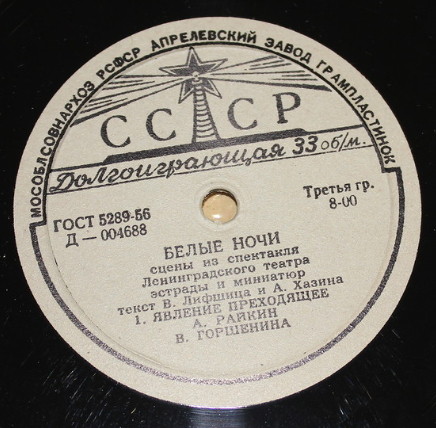 МОСОБЛСОВНАРХОЗ РСФСР АПРЕЛЕВСКИЙ ЗАВОД ГРАМПЛАСТИНОК
СССР
Долгоиграющая 33 об/м.
ГОСТ 5289-56
Д — 004688
Третья гр.
8-00
БЕЛЫЕ НОЧИ
сцены из спектакля
Ленинградского театра
эстрады и миниатюр
текст В. Лифшица и А. Хазина
1. ЯВЛЕНИЕ ПРЕХОДЯЩЕЕ
А. РАЙКИН
В. ГОРШЕНИНА